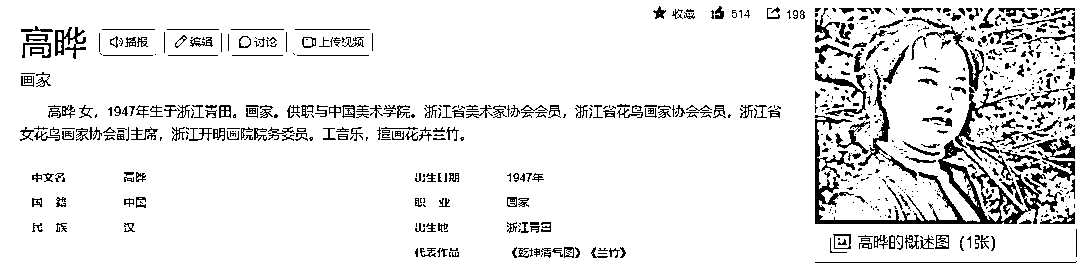 收藏 514 198
高晔 播报 编辑 讨论 上传视频
画家
高晔 女，1947年生于浙江青田。画家。供职与中国美术学院。浙江省美术家协会会员，浙江省花鸟画家协会会员，浙江省
女花鸟画家协会副主席，浙江开明画院院务委员。工音乐，擅画花卉兰竹。
中文名 高晔 出生日期 1947年
国 籍 中国 职 业 画家
民 族 汉 出生地 浙江青田
代表作品 《乾坤清气图》《兰竹》
高晔的概述图（1张）